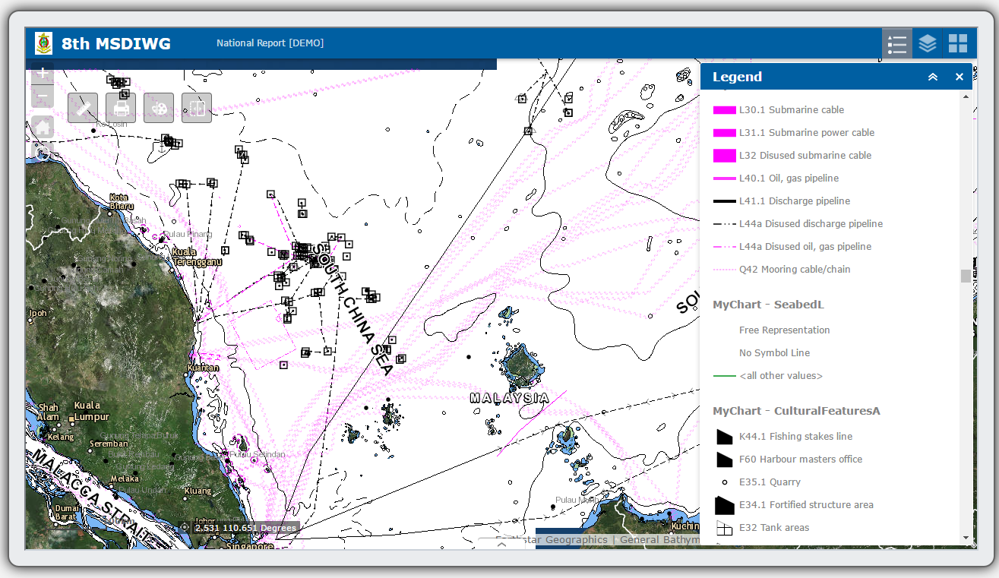 8th MSDIWG
National Report [DEMO]
Legend
L30.1 Submarine cable
L31.1 Submarine power cable
L32 Disused submarine cable
L40.1 Oil, gas pipeline
L41.1 Discharge pipeline
L44a Disused discharge pipeline
L44a Disused oil, gas pipeline
Q42 Mooring cable/chain
MyChart - SeabedL
Free Representation
No Symbol Line
<all other values>
MyChart - CulturalFeaturesA
K44.1 Fishing stakes line
F60 Harbour masters office
E35.1 Quarry
E34.1 Fortified structure area
E32 Tank areas
Ko Losin
Kota
Bharu
Pulau Pinang
Kuala
Terengganu
SOUTH CHINA SEA
Ipoh
Kuantan
MALAYSIA
Shah
Alam
Kuala
Lumpur
Kelang
Seremban
Pulau Selindan
MALACCA STRAIT
Melaka
Kluang
Dumai
Barat
Johor
2.531 110.651 Degrees
Singapore
Pulau
Kuchin
Earthstar Geographics | General Bathym